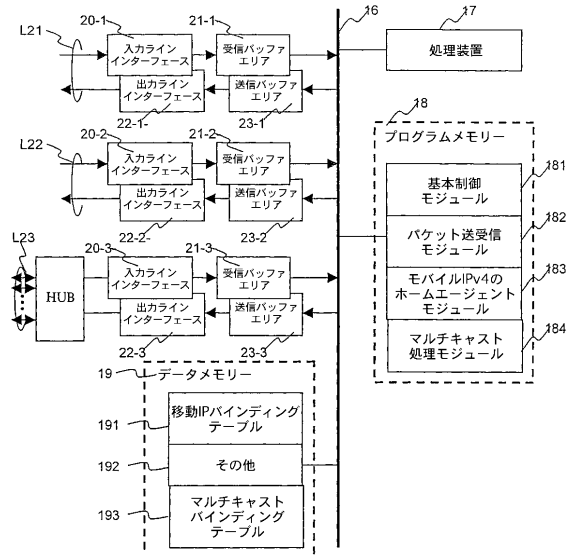 L21
20-1
入力ライン
インターフェース
出力ライン
インターフェース
22-1-
21-1
受信バッファ
エリア
送信バッファ
エリア
23-1
L22
20-2
入力ライン
インターフェース
出力ライン
インターフェース
22-2-
21-2
受信バッファ
エリア
送信バッファ
エリア
23-2
L23
HUB
20-3
入力ライン
インターフェース
出力ライン
インターフェース
22-3
21-3
受信バッファ
エリア
送信バッファ
エリア
23-3
16
17
処理装置
18
プログラムメモリー
基本制御
モジュール
181
パケット送受信
モジュール
182
モバイルIPv4の
ホームエージェント
モジュール
183
マルチキャスト
処理モジュール
184
19
データメモリー
191
移動IPバインディング
テーブル
192
その他
193
マルチキャスト
バインディング
テーブル